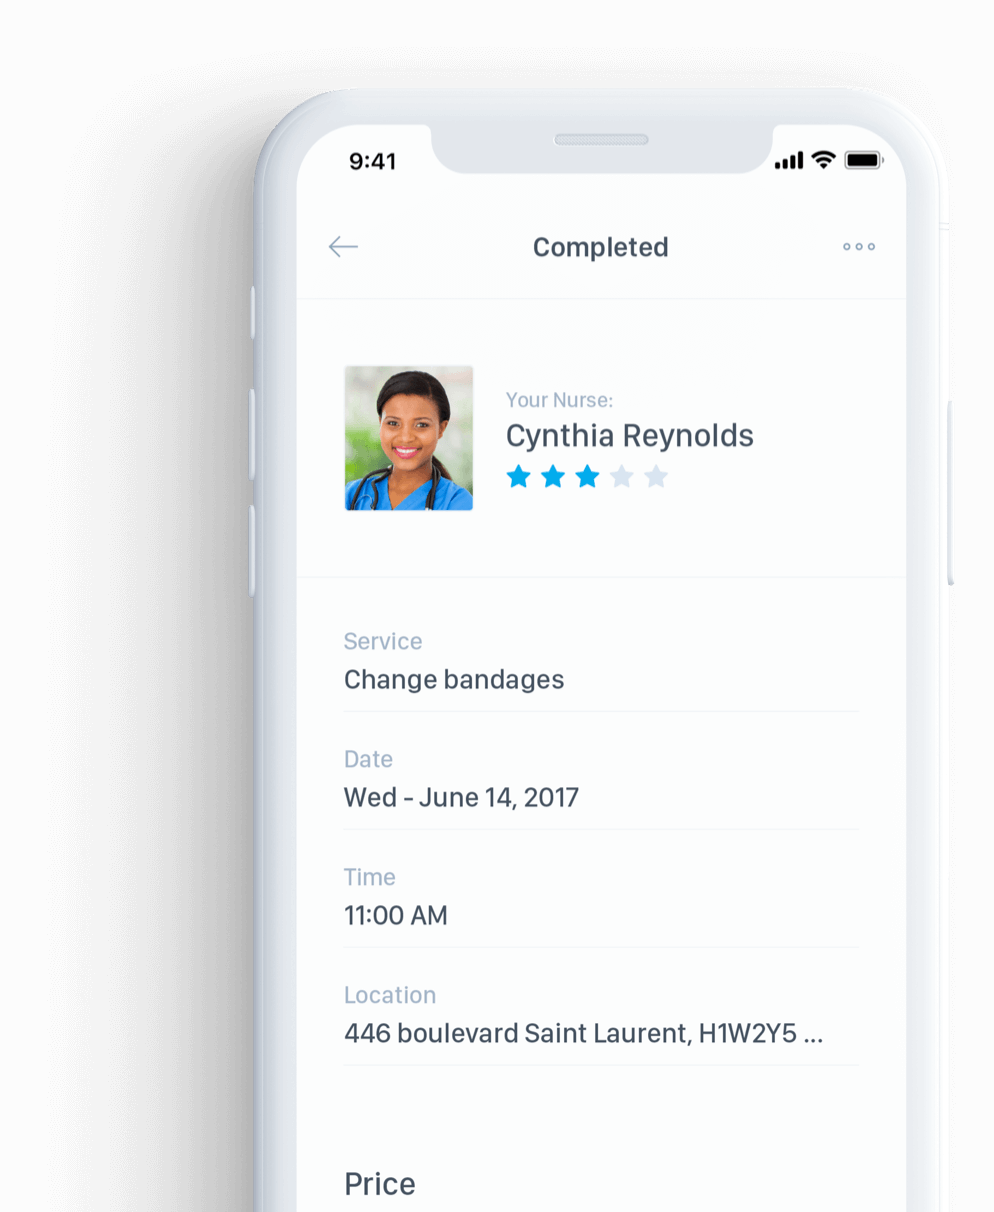 9:41
Completed
Your Nurse:
Cynthia Reynolds
Service
Change bandages
Date
Wed - June 14, 2017
Time
11:00 AM
Location
446 boulevard Saint Laurent, H1W2Y5 ...
Price